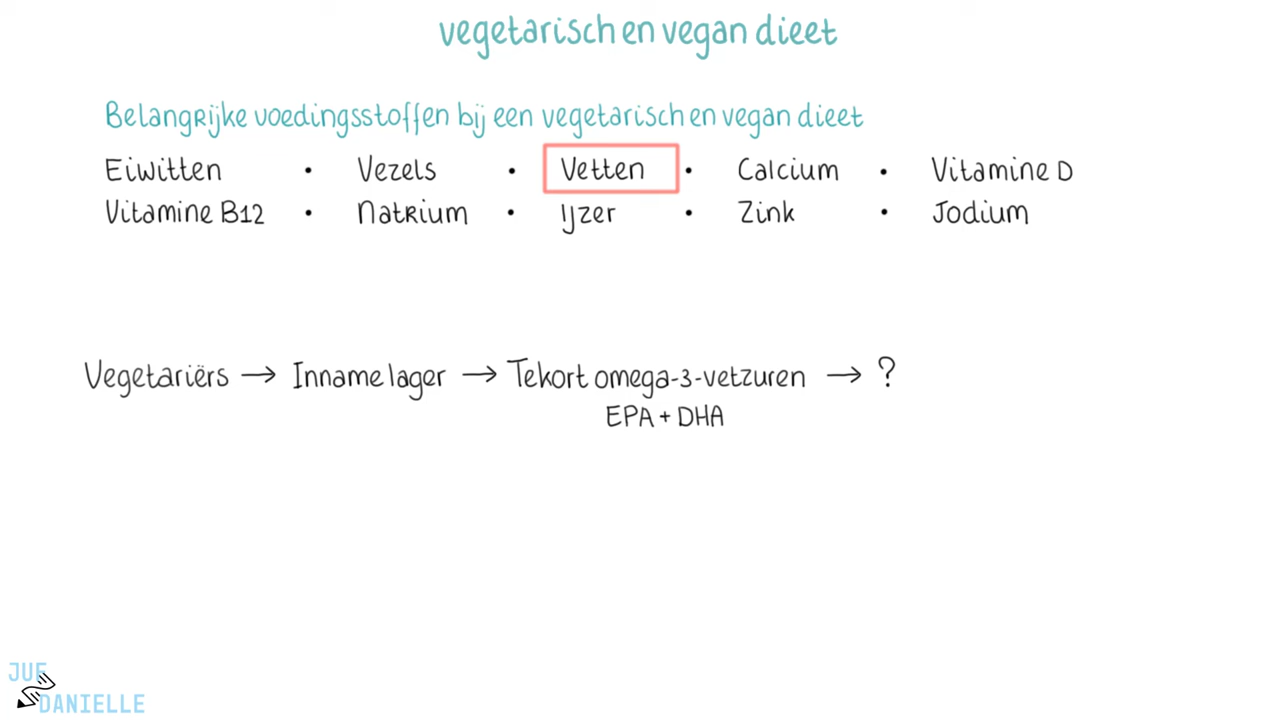 vegetarisch en vegan dieet
Belangrijke voedingsstoffen bij een vegetarisch en vegan dieet
Eiwitten • Vezels • Vetten • Calcium • Vitamine D
Vitamine B12 • Natrium • Ijzer • Zink • Jodium
Vegetariërs → Inname lager → Tekort omega-3-vetzuren → ?
EPA + DHA
JUF
DANIELLE